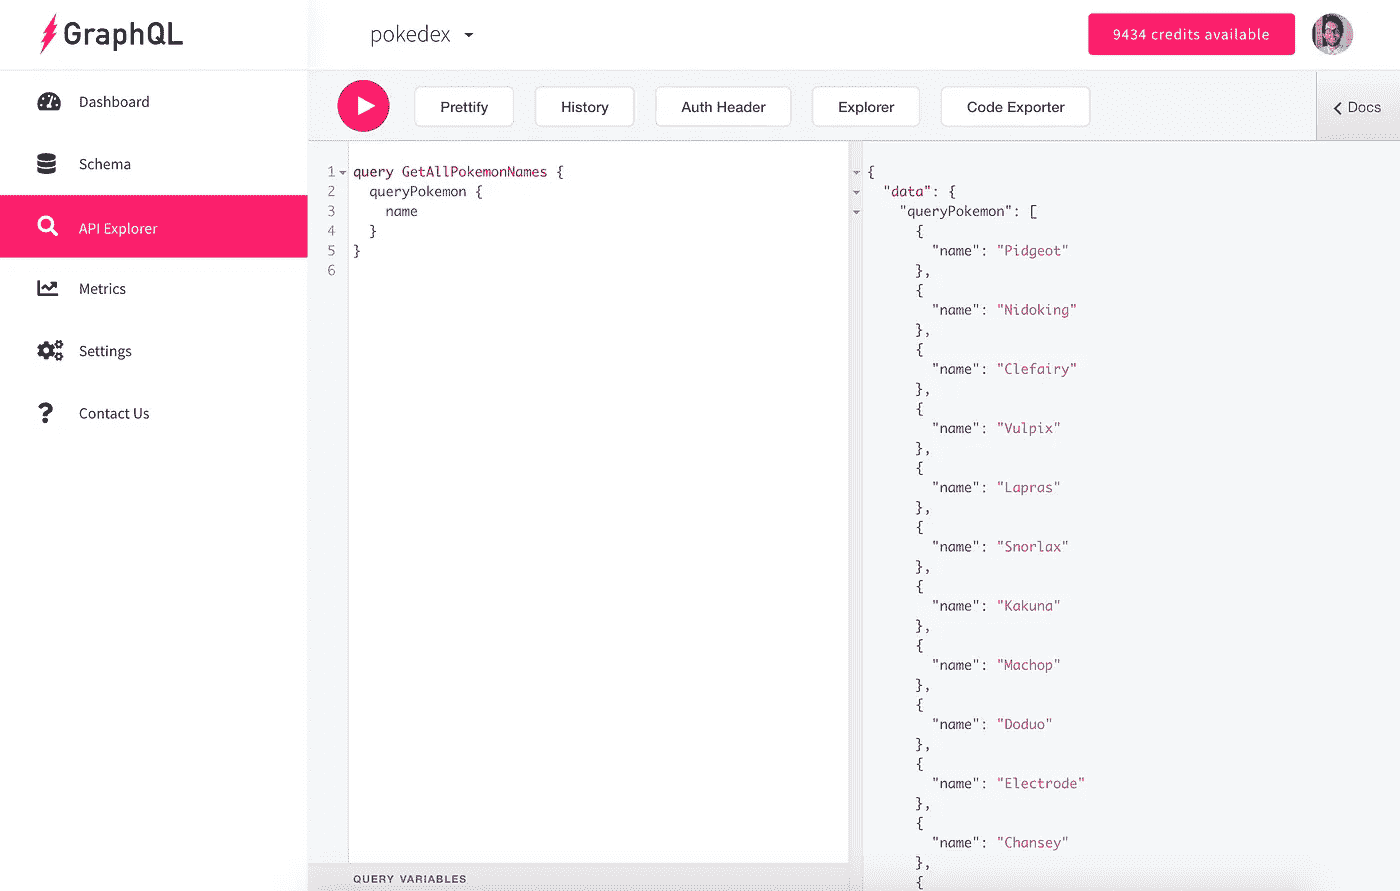 GraphQL
pokedex
9434 credits available
Dashboard
Schema
API Explorer
Metrics
Settings
Contact Us
Prettify
History
Auth Header
Explorer
Code Exporter
Docs
1 query GetAllPokemonNames {
2   queryPokemon {
3     name
4   }
5 }
6
QUERY VARIABLES
{
  "data": {
    "queryPokemon": [
      {
        "name": "Pidgeot"
      },
      {
        "name": "Nidoking"
      },
      {
        "name": "Clefairy"
      },
      {
        "name": "Vulpix"
      },
      {
        "name": "Lapras"
      },
      {
        "name": "Snorlax"
      },
      {
        "name": "Kakuna"
      },
      {
        "name": "Machop"
      },
      {
        "name": "Doduo"
      },
      {
        "name": "Electrode"
      },
      {
        "name": "Chansey"
      },
      {